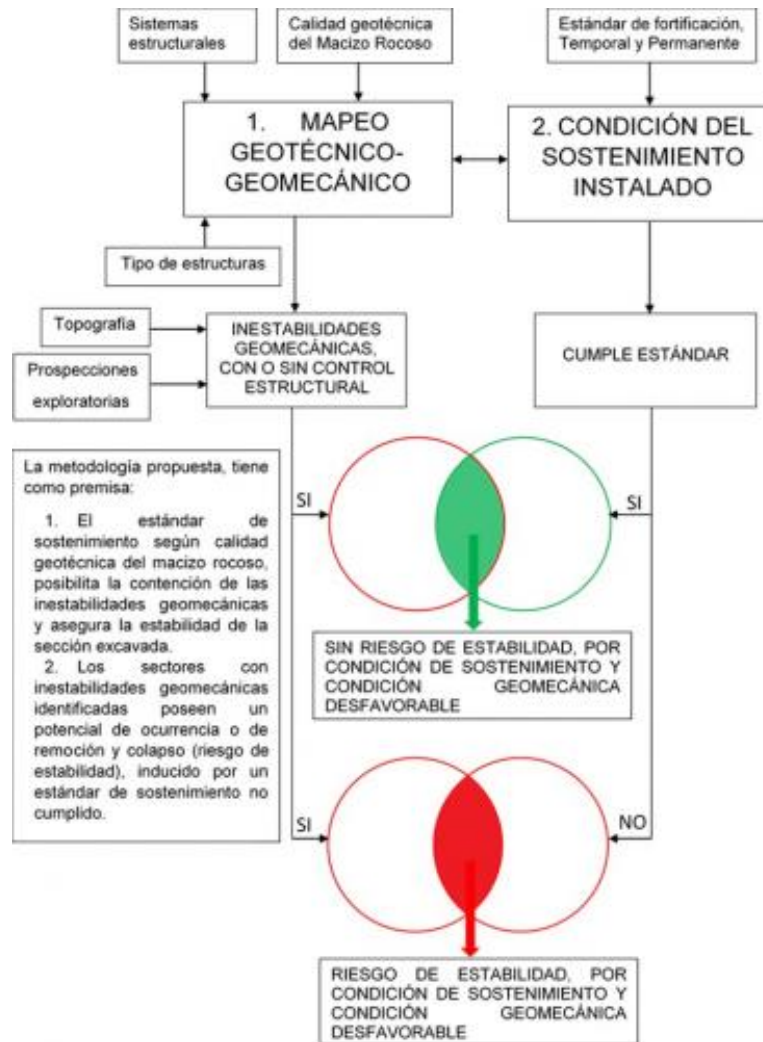 Sistemas
estructurales
Calidad geotécnica
del Macizo Rocoso
Estándar de fortificación,
Temporal y Permanente
1. MAPEO
GEOTÉCNICO-
GEOMECÁNICO
2. CONDICIÓN DEL
SOSTENIMIENTO
INSTALADO
Tipo de estructuras
Topografía
Prospecciones
exploratorias
INESTABILIDADES
GEOMECÁNICAS,
CON O SIN CONTROL
ESTRUCTURAL
CUMPLE ESTÁNDAR
La metodología propuesta, tiene
como premisa:
1. El estándar de
sostenimiento según calidad
geotécnica del macizo rocoso,
posibilita la contención de las
inestabilidades geomecánicas
y asegura la estabilidad de la
sección excavada.
2. Los sectores con
inestabilidades geomecánicas
identificadas poseen un
potencial de ocurrencia o de
remoción y colapso (riesgo de
estabilidad), inducido por un
estándar de sostenimiento no
cumplido.
SI
SI
SIN RIESGO DE ESTABILIDAD, POR
CONDICIÓN DE SOSTENIMIENTO Y
CONDICIÓN GEOMECÁNICA
DESFAVORABLE
SI
NO
RIESGO DE ESTABILIDAD, POR
CONDICIÓN DE SOSTENIMIENTO Y
CONDICIÓN GEOMECÁNICA
DESFAVORABLE